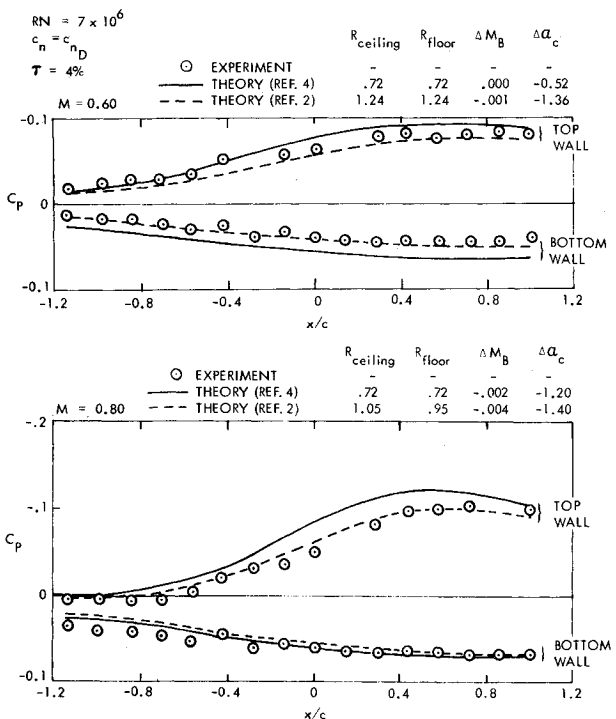 RN = 7 x 10^6
c_n = c_n_D
τ = 4%
M = 0.60
R_ceiling R_floor ΔM_B Δα_c
⊙ EXPERIMENT - - - -
—— THEORY (REF. 4) .72 .72 .000 -0.52
- - - THEORY (REF. 2) 1.24 1.24 -.001 -1.36
-0.1
C_p 0
-0.1
TOP WALL
BOTTOM WALL
-1.2 -0.8 -0.4 0 0.4 0.8 1.2
x/c
R_ceiling R_floor ΔM_B Δα_c
⊙ EXPERIMENT - - - -
—— THEORY (REF. 4) .72 .72 -.002 -1.20
M = 0.80 - - - THEORY (REF. 2) 1.05 .95 -.004 -1.40
-.2
-.1
C_p
0
0.1
TOP WALL
BOTTOM WALL
-1.2 -0.8 -0.4 0 0.4 0.8 1.2
x/c